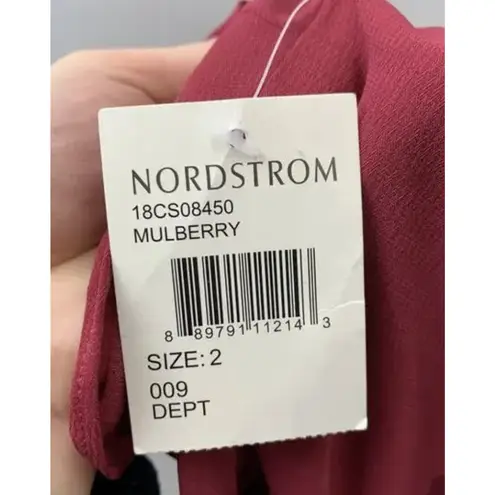 NORDSTROM
18CS08450
MULBERRY
8 89791 11214 3
SIZE: 2
009
DEPT